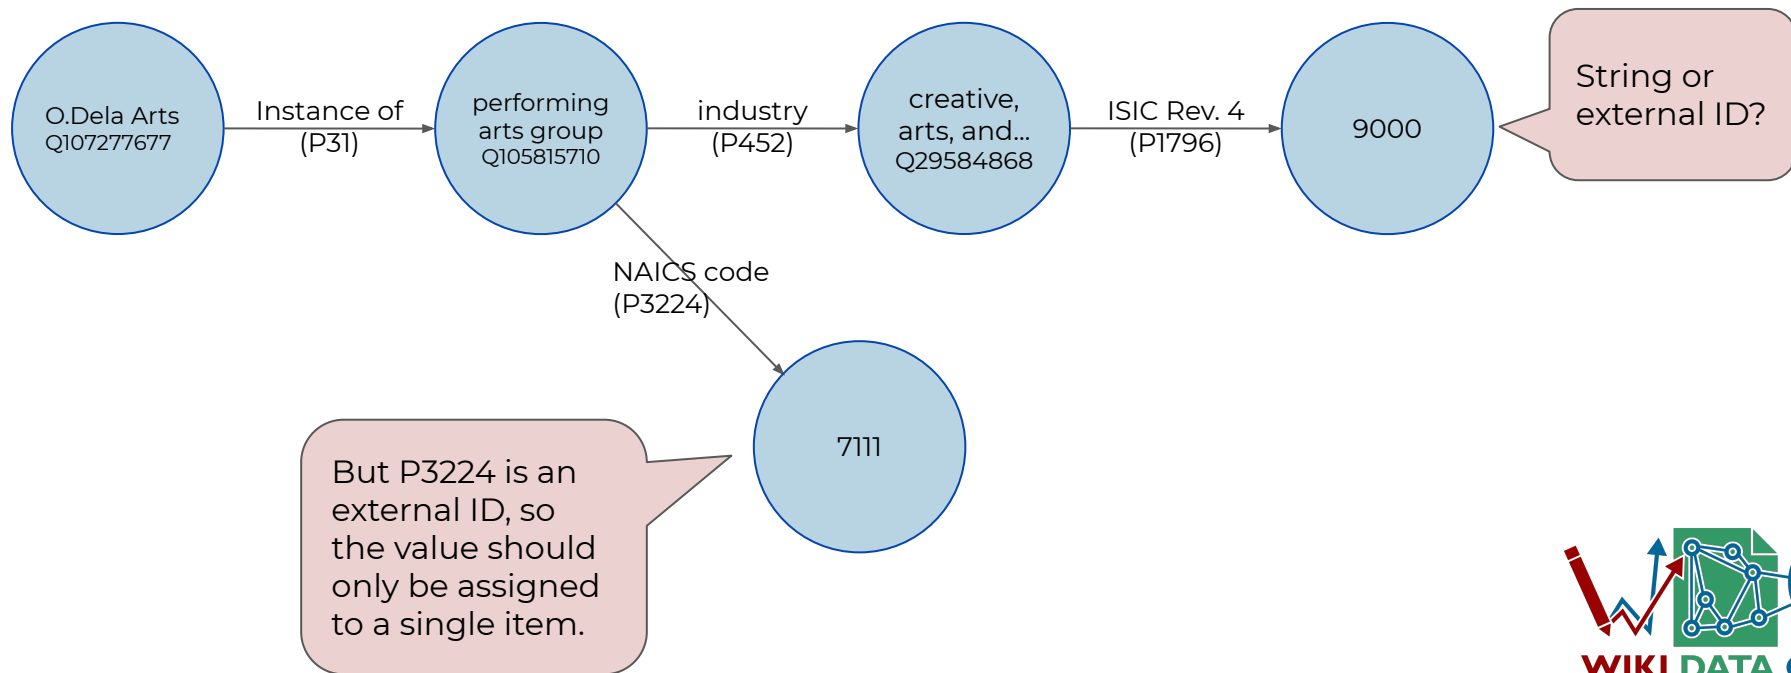 O.Dela Arts
Q107277677
Instance of
(P31)
performing
arts group
Q105815710
industry
(P452)
creative,
arts, and...
Q29584868
ISIC Rev. 4
(P1796)
9000
String or
external ID?
NAICS code
(P3224)
7111
But P3224 is an
external ID, so
the value should
only be assigned
to a single item.
WIKI DATA